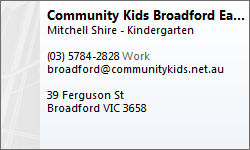 Community Kids Broadford Ea...
Mitchell Shire - Kindergarten
(03) 5784-2828 Work
broadford@communitykids.net.au
39 Ferguson St
Broadford VIC 3658